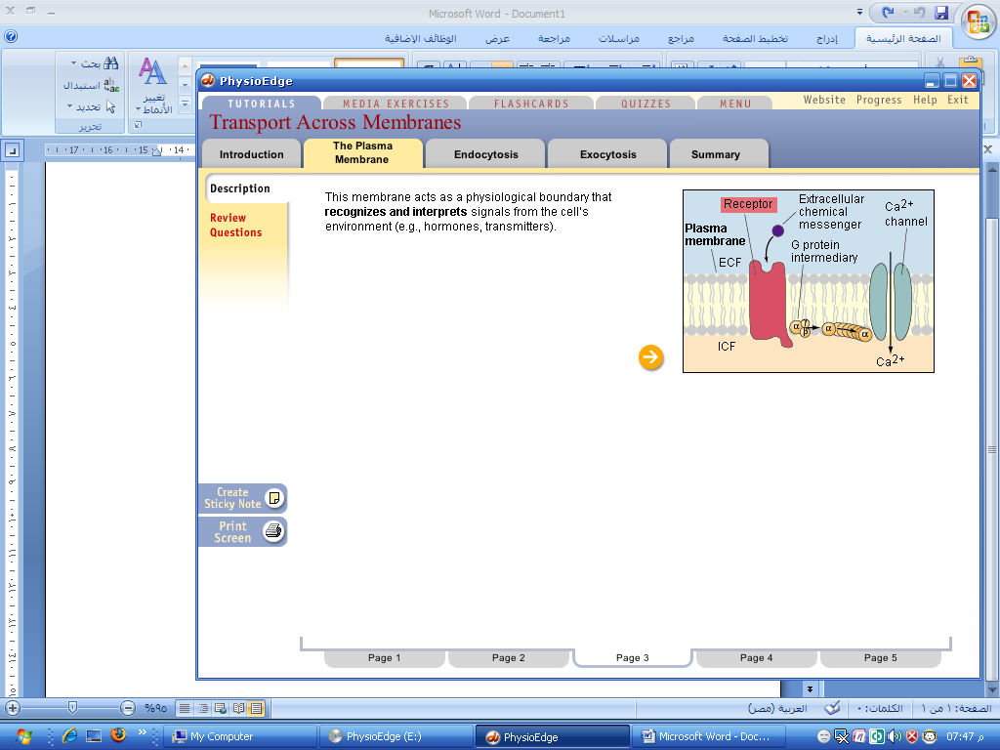 Microsoft Word - Document1
الصفحة الرئيسية
إدراج
تخطيط الصفحة
مراجع
مراسلات
مراجعة
عرض
الوظائف الإضافية
بحث
استبدال
تحديد
تحرير
تغيير
الأنماط
17 16 15 14
PhysioEdge
TUTORIALS
MEDIA EXERCISES
FLASHCARDS
QUIZZES
MENU
Website Progress Help Exit
Transport Across Membranes
Introduction
The Plasma
Membrane
Endocytosis
Exocytosis
Summary
Description
Review
Questions
This membrane acts as a physiological boundary that
recognizes and interprets signals from the cell's
environment (e.g., hormones, transmitters).
Receptor
Extracellular
chemical
messenger
Ca2+
channel
Plasma
membrane
G protein
intermediary
ECF
α γ β α α
ICF
Ca2+
Create
Sticky Note
Print
Screen
Page 1
Page 2
Page 3
Page 4
Page 5
الصفحة: ١ من ١
الكلمات: ٠
العربية (مصر)
%٩٥
My Computer
PhysioEdge (E:)
PhysioEdge
Microsoft Word - Doc...
07:47 م